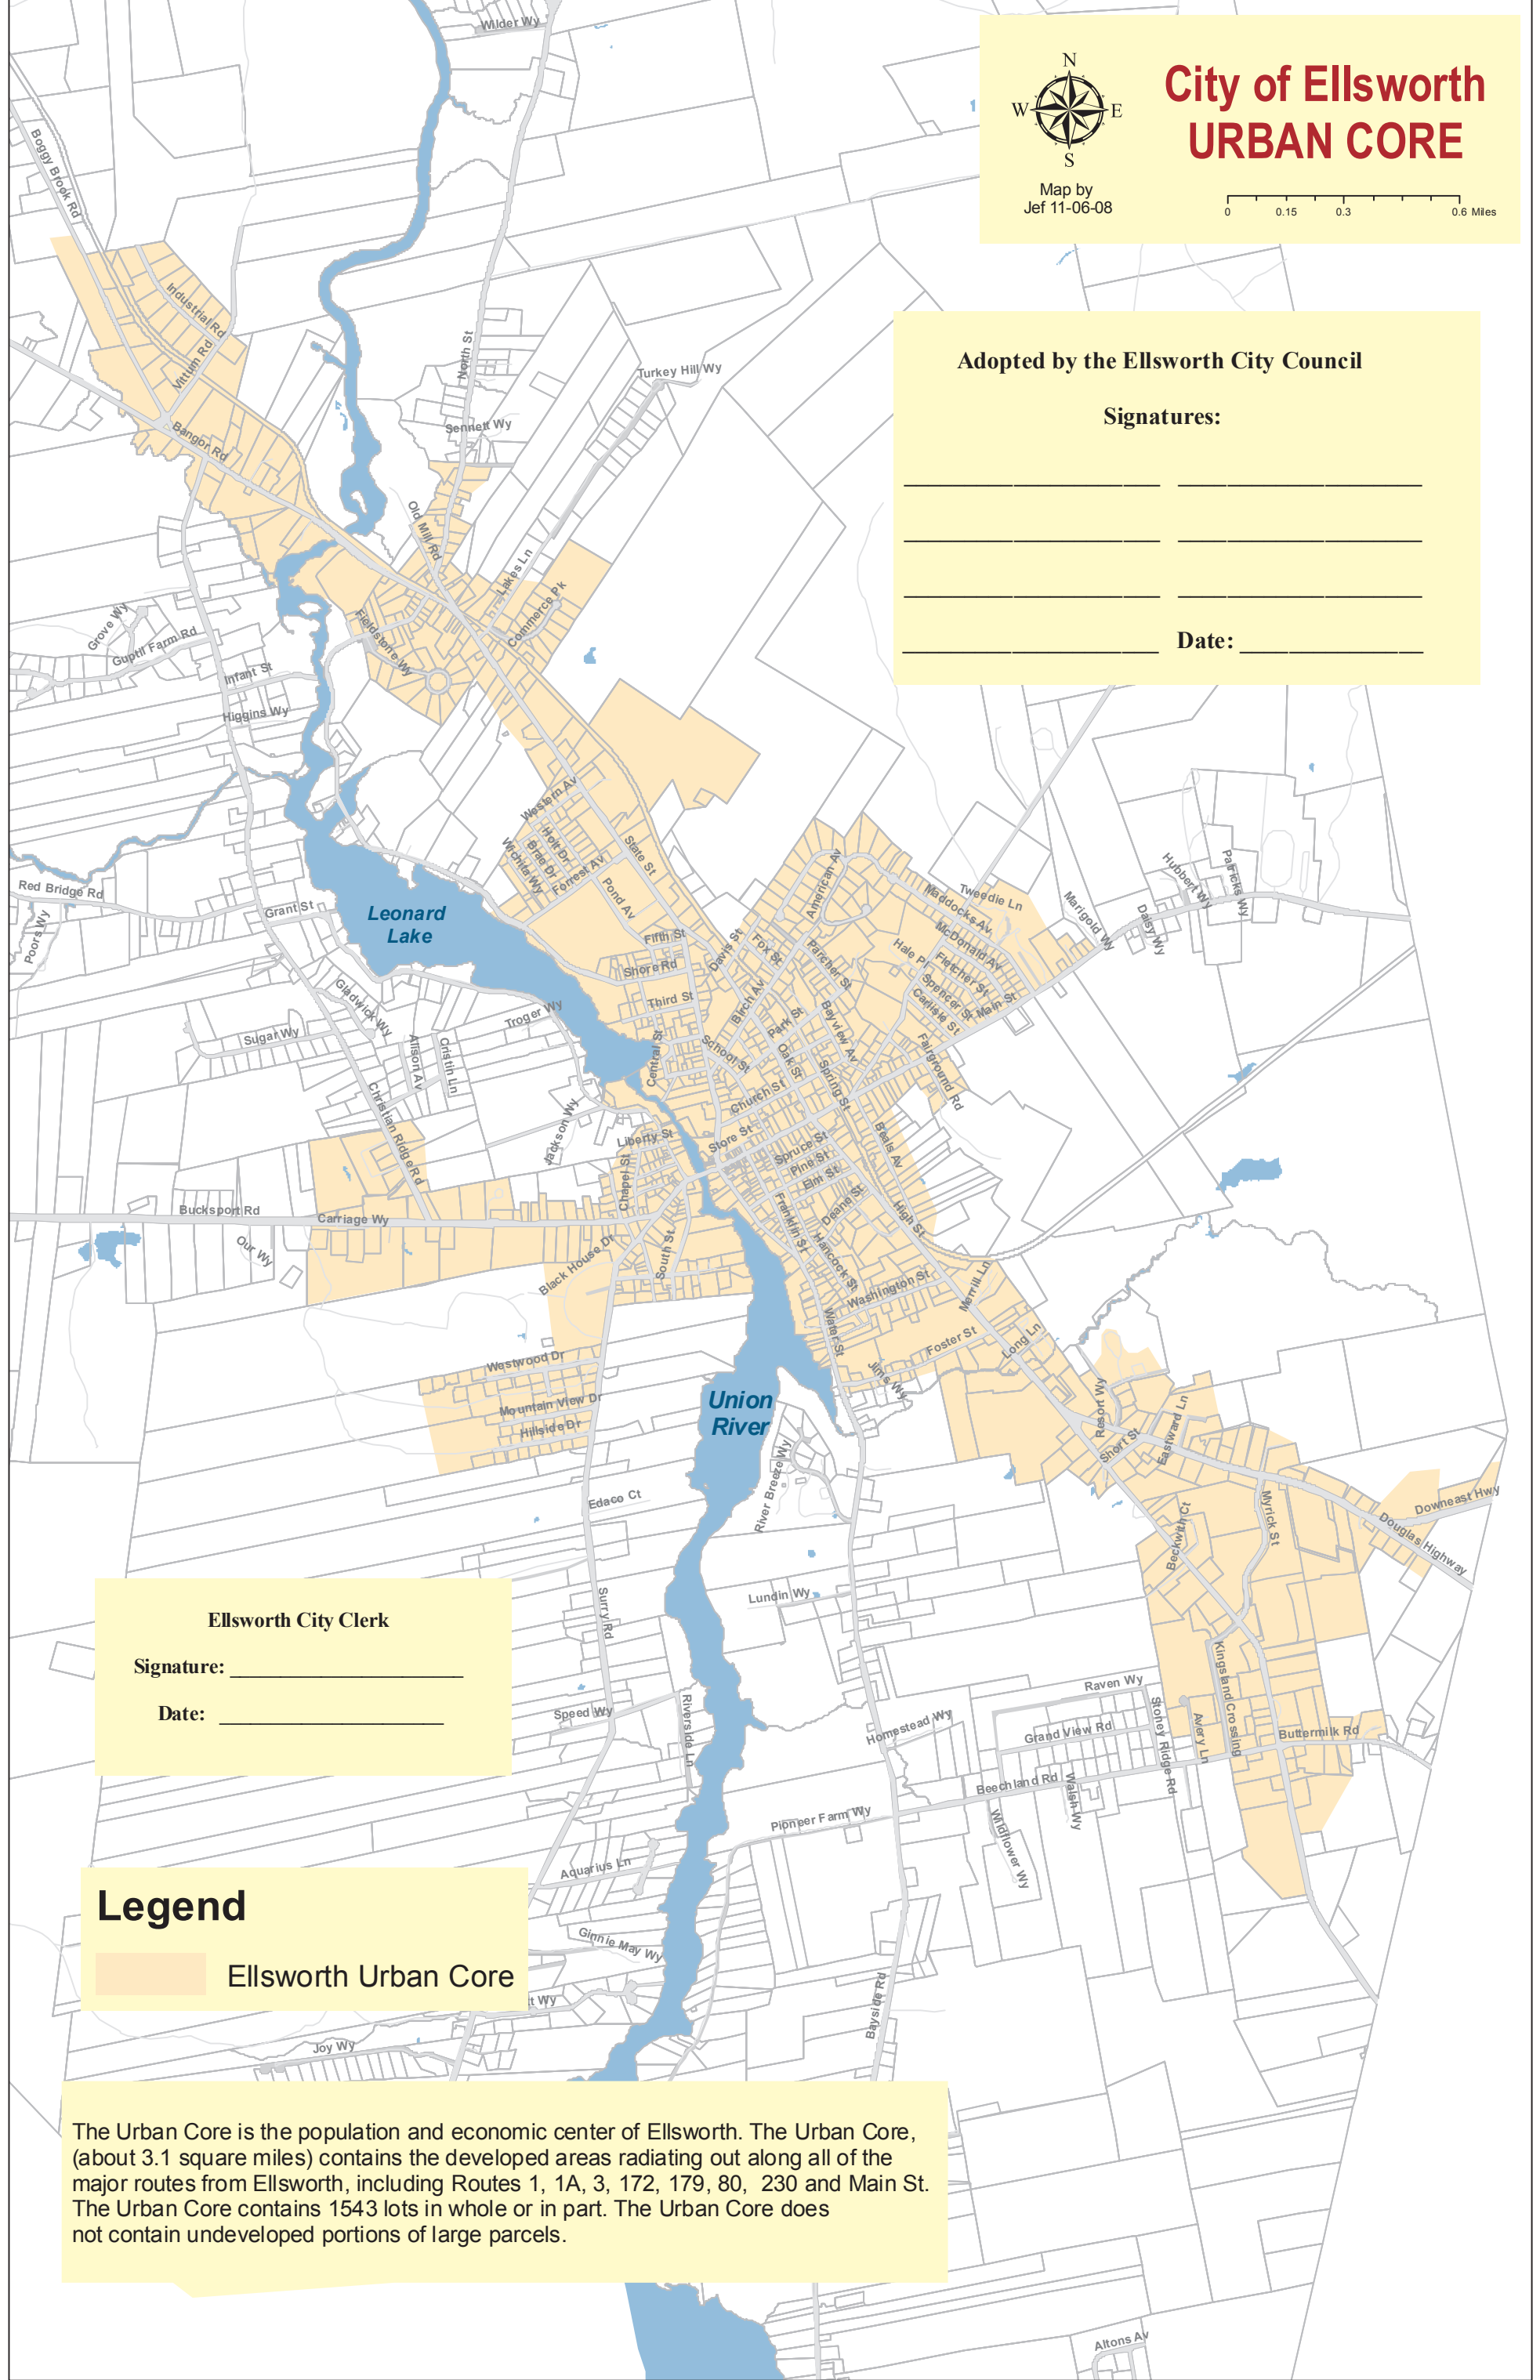 Wilder Wy
N
W
E
S
Map by
Jef 11-06-08
City of Ellsworth
URBAN CORE
0 0.15 0.3 0.6 Miles
Boggy Brook Rd
Industrial Rd
Vittum Rd
Bangor Rd
North St
Sennett Wy
Turkey Hill Wy
Old Mill Rd
Lakes Ln
Commerce Pk
Adopted by the Ellsworth City Council
Signatures:
Date:
Grove Wy
Guptil Farm Rd
Infant St
Higgins Wy
Fieldstone Wy
Western Av
Holt Dr
Brae Dr
Wichita Wy
Forrest Av
State St
Pond Av
Red Bridge Rd
Poors Wy
Grant St
Leonard
Lake
Fifth St
Shore Rd
Third St
Central St
Troger Wy
Gladwick Wy
Sugar Wy
Alison Av
Cristin Ln
Christian Ridge Rd
Jackson Wy
Davis St
Fox St
American Av
Parcher St
Birch Av
Park St
Bayview Av
School St
Oak St
Spring St
Church St
Store St
Maddocks Av
Tweedie Ln
McDonald Av
Hale Pl
Fletcher St
Spencer St
Carlisle St
Main St
Fairground Rd
Marigold Wy
Daisy Wy
Hubbert Wy
Patricks Wy
Liberty St
Chapel St
Spruce St
Pine St
Elm St
Beals Av
Deane St
Franklin St
High St
Hancock St
Bucksport Rd
Carriage Wy
Our Wy
Black House Dr
South St
Washington St
Merrill Ln
Water St
Foster St
Long Ln
Jim's Wy
Westwood Dr
Mountain View Dr
Hillside Dr
Union
River
River Breeze Wy
Resort Wy
Short St
Eastward Ln
Beckwith Ct
Myrick St
Downeast Hwy
Douglas Highway
Edaco Ct
Surry Rd
Lundin Wy
Ellsworth City Clerk
Signature:
Date:
Speed Wy
Riverside Ln
Homestead Wy
Raven Wy
Grand View Rd
Stoney Ridge Rd
Avery Ln
Kingsland Crossing
Buttermilk Rd
Beechland Rd
Walsh Wy
Wildflower Wy
Pioneer Farm Wy
Aquarius Ln
Ginnie May Wy
Bayside Rd
Legend
Ellsworth Urban Core
tt Wy
Joy Wy
The Urban Core is the population and economic center of Ellsworth. The Urban Core,
(about 3.1 square miles) contains the developed areas radiating out along all of the
major routes from Ellsworth, including Routes 1, 1A, 3, 172, 179, 80, 230 and Main St.
The Urban Core contains 1543 lots in whole or in part. The Urban Core does
not contain undeveloped portions of large parcels.
Altons Av